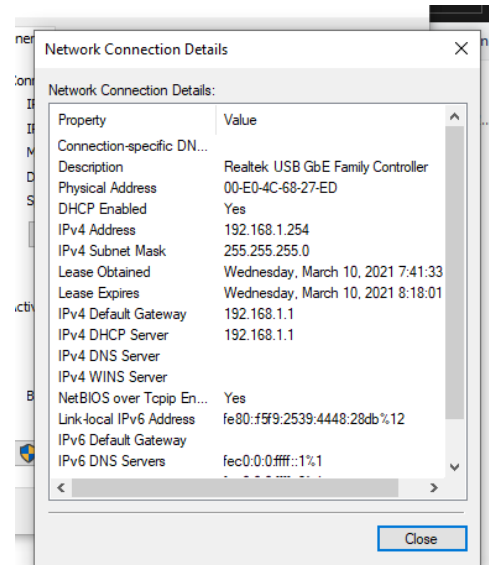 Network Connection Details
Network Connection Details:
Property Value
Connection-specific DN...
Description Realtek USB GbE Family Controller
Physical Address 00-E0-4C-68-27-ED
DHCP Enabled Yes
IPv4 Address 192.168.1.254
IPv4 Subnet Mask 255.255.255.0
Lease Obtained Wednesday, March 10, 2021 7:41:33
Lease Expires Wednesday, March 10, 2021 8:18:01
IPv4 Default Gateway 192.168.1.1
IPv4 DHCP Server 192.168.1.1
IPv4 DNS Server
IPv4 WINS Server
NetBIOS over Tcpip En... Yes
Link-local IPv6 Address fe80::f5f9:2539:4448:28db%12
IPv6 Default Gateway
IPv6 DNS Servers fec0:0:0:ffff::1%1
Close